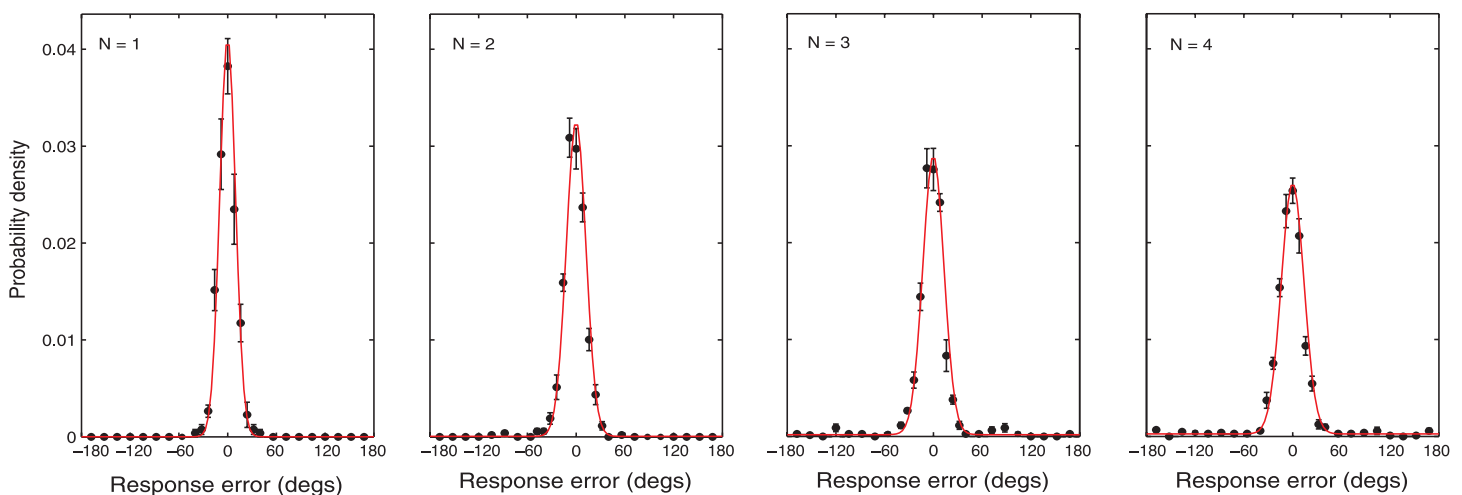 N = 1
N = 2
N = 3
N = 4
Probability density
0.04
0.03
0.02
0.01
0
−180 −120 −60 0 60 120 180
−180 −120 −60 0 60 120 180
−180 −120 −60 0 60 120 180
−180 −120 −60 0 60 120 180
Response error (degs)
Response error (degs)
Response error (degs)
Response error (degs)